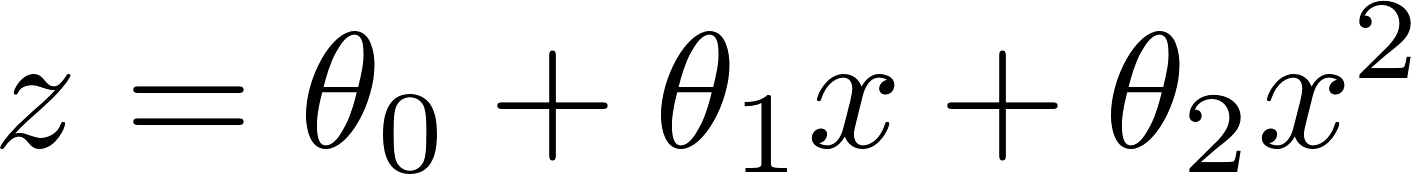 z = θ₀ + θ₁x + θ₂x²